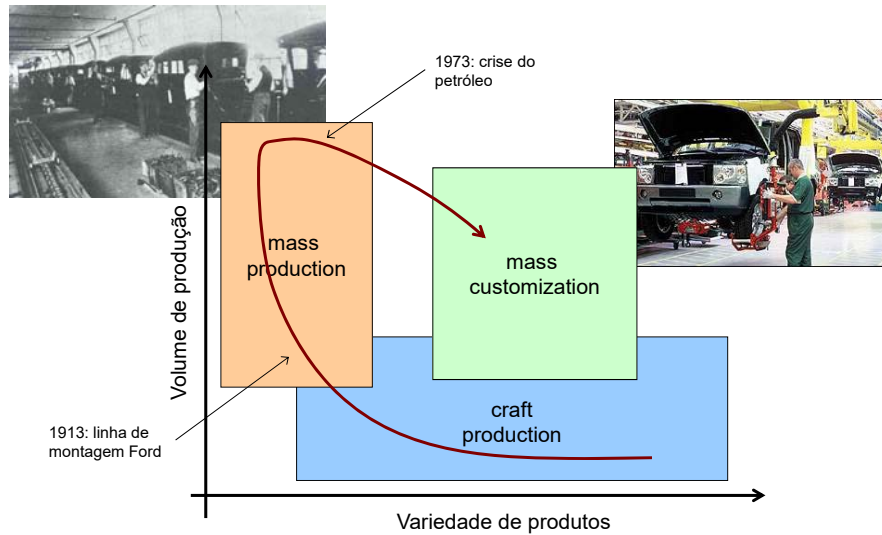 1973: crise do
petróleo
Volume de produção
mass
production
mass
customization
craft
production
1913: linha de
montagem Ford
Variedade de produtos